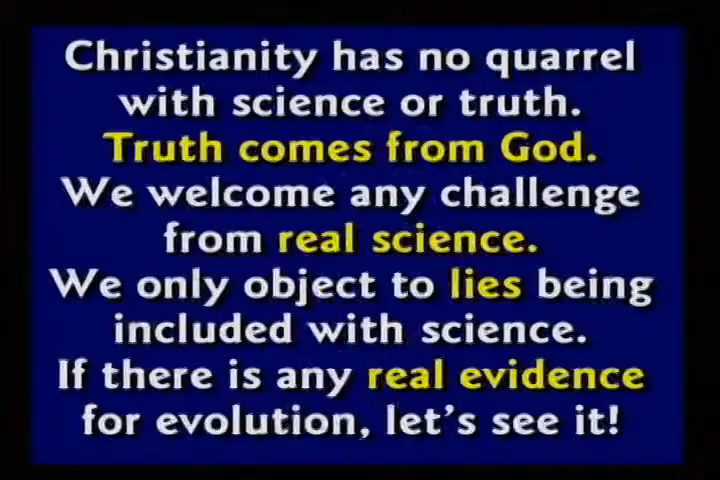 Christianity has no quarrel
with science or truth.
Truth comes from God.
We welcome any challenge
from real science.
We only object to lies being
included with science.
If there is any real evidence
for evolution, let's see it!